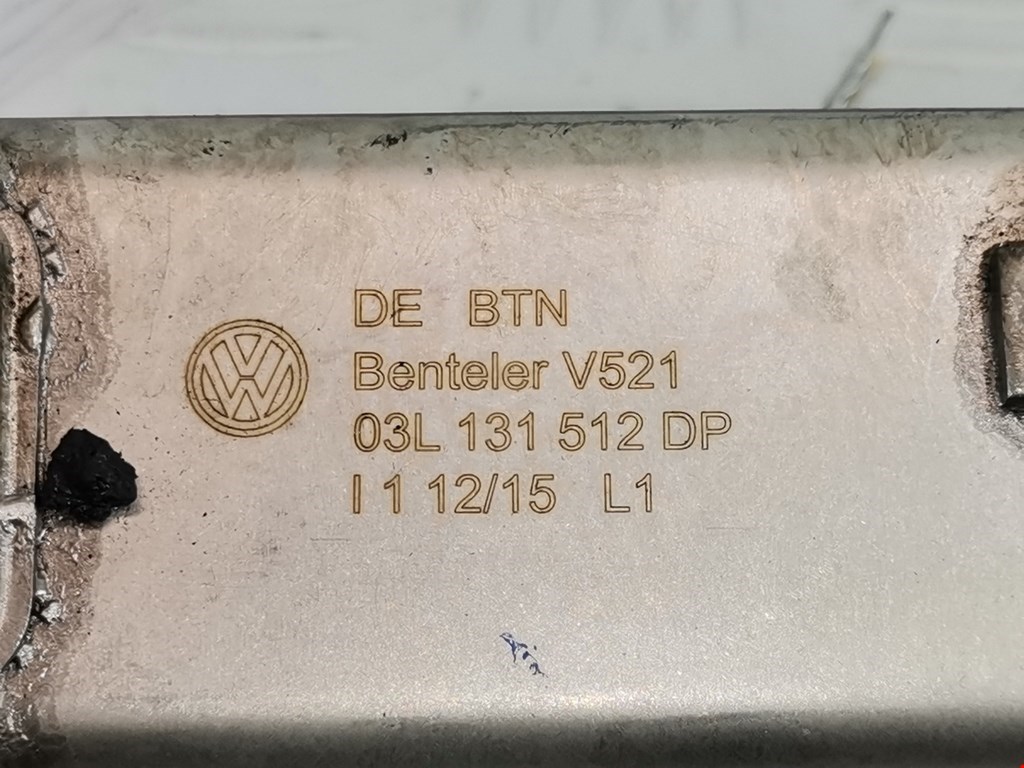 DE BTN
Benteler V521
03L 131 512 DP
I 1 12/15 L1